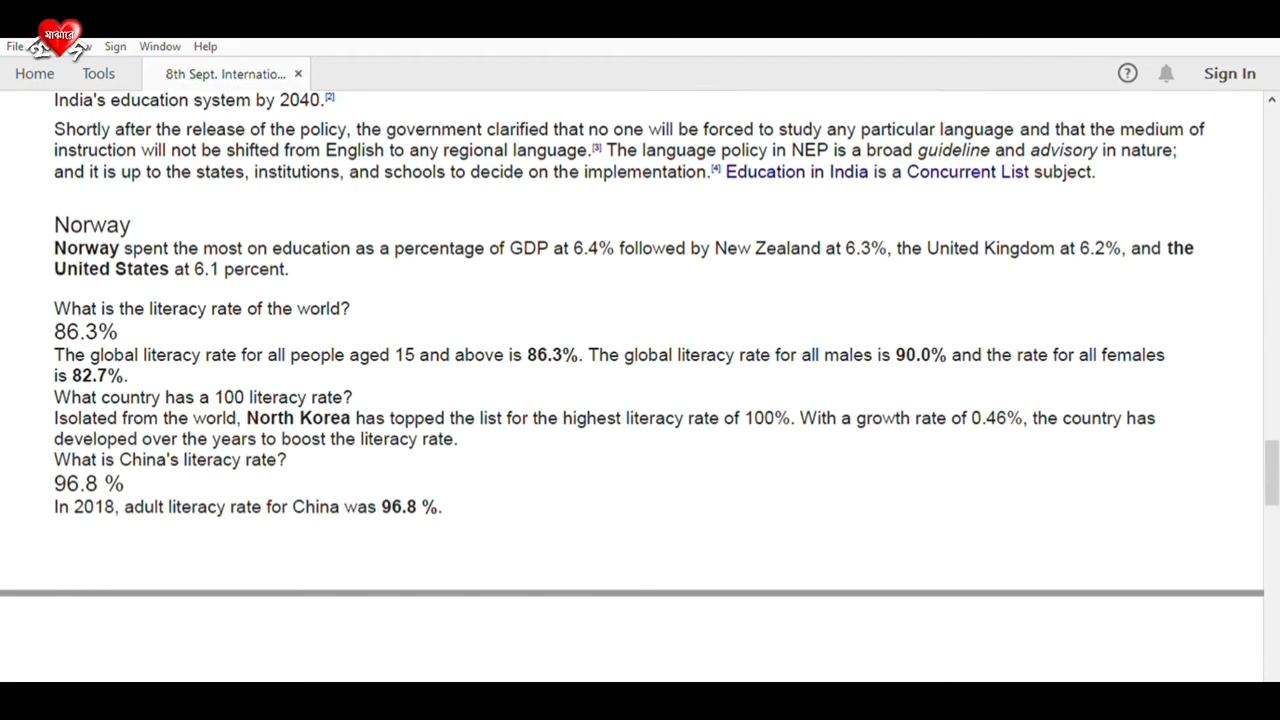 মাঝারে
File
Sign Window Help
Home Tools 8th Sept. Internatio... × Sign In
India's education system by 2040.[2]
Shortly after the release of the policy, the government clarified that no one will be forced to study any particular language and that the medium of
instruction will not be shifted from English to any regional language.[3] The language policy in NEP is a broad guideline and advisory in nature;
and it is up to the states, institutions, and schools to decide on the implementation.[4] Education in India is a Concurrent List subject.
Norway
Norway spent the most on education as a percentage of GDP at 6.4% followed by New Zealand at 6.3%, the United Kingdom at 6.2%, and the
United States at 6.1 percent.
What is the literacy rate of the world?
86.3%
The global literacy rate for all people aged 15 and above is 86.3%. The global literacy rate for all males is 90.0% and the rate for all females
is 82.7%.
What country has a 100 literacy rate?
Isolated from the world, North Korea has topped the list for the highest literacy rate of 100%. With a growth rate of 0.46%, the country has
developed over the years to boost the literacy rate.
What is China's literacy rate?
96.8 %
In 2018, adult literacy rate for China was 96.8 %.